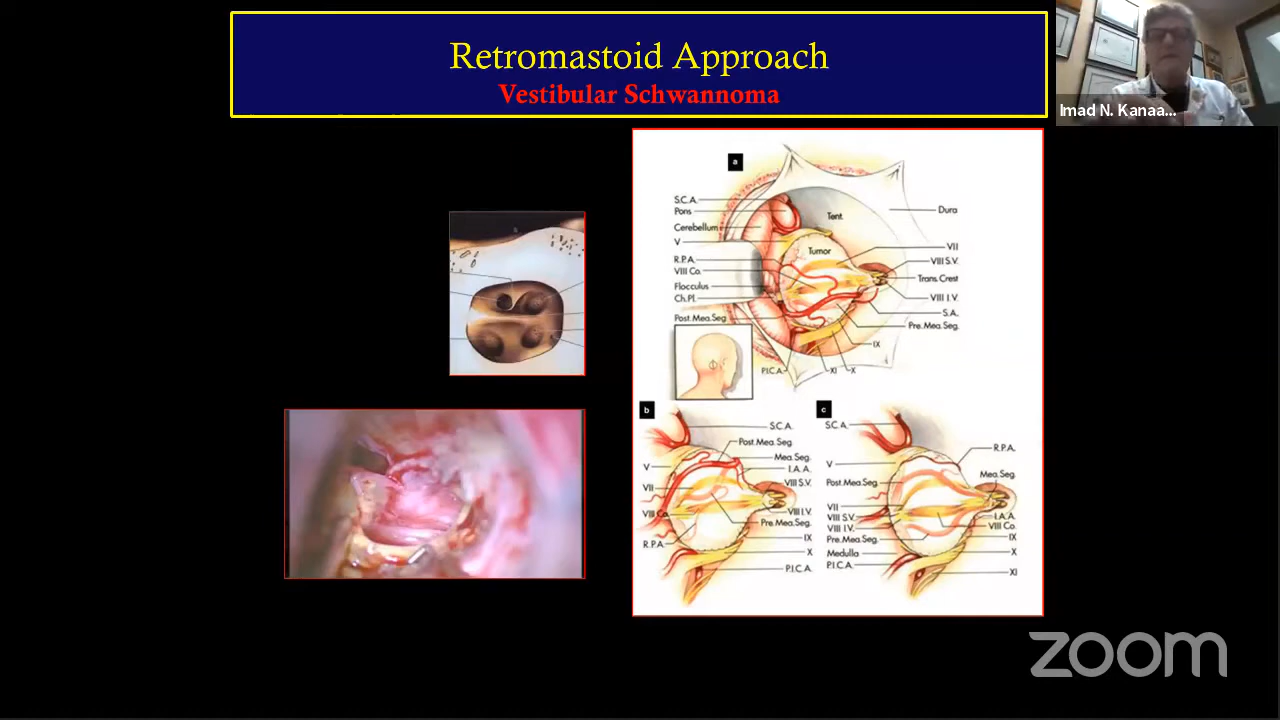 Retromastoid Approach
Vestibular Schwannoma
Imad N. Kanaa...
a
S.C.A.
Pons
Cerebellum
V
R.P.A.
VIII Co.
Flocculus
Ch.Pl.
Post. Mea. Seg.
Tent.
Tumor
Dura
VII
VIII S.V.
Trans. Crest
VIII I.V.
S.A.
Pre. Mea. Seg.
IX
P.I.C.A.
XI
X
b
S.C.A.
Post. Mea. Seg.
Mea. Seg.
I.A.A.
VIII S.V.
V
VII
VIII Co.
R.P.A.
VIII I.V.
Pre. Mea. Seg.
IX
X
P.I.C.A.
c
S.C.A.
R.P.A.
V
Mea. Seg.
Post. Mea. Seg.
VII
VIII S.V.
VIII I.V.
Pre. Mea. Seg.
Medulla
P.I.C.A.
I.A.A.
VIII Co.
IX
X
XI
zoom